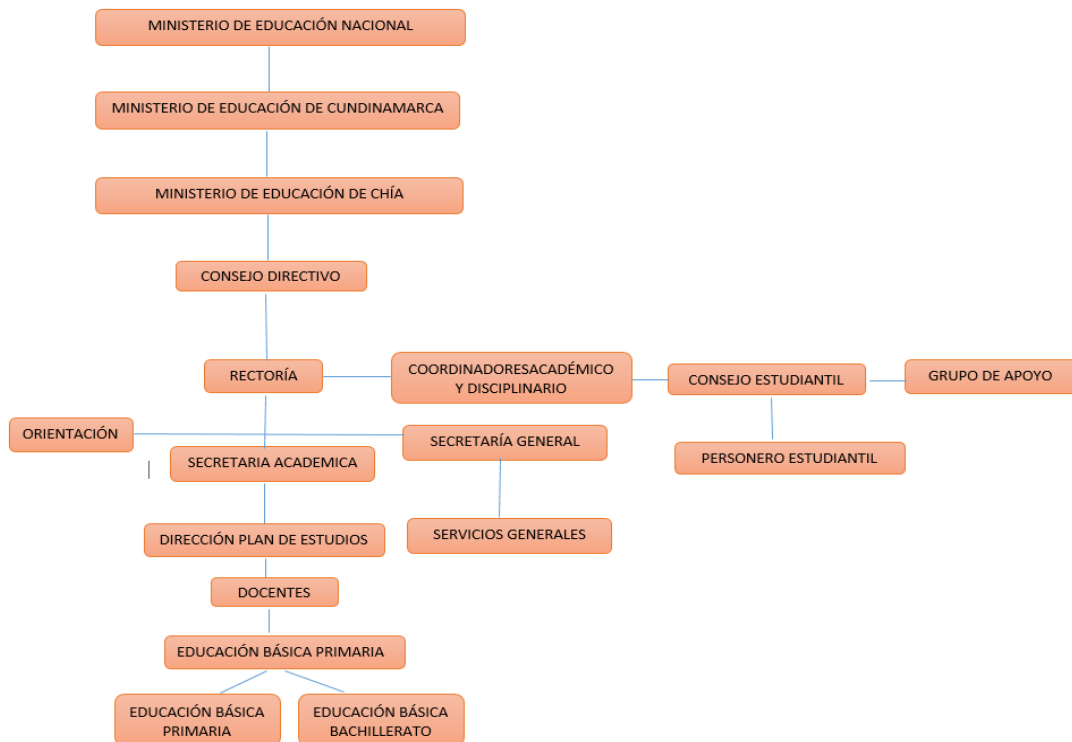 MINISTERIO DE EDUCACIÓN NACIONAL
MINISTERIO DE EDUCACIÓN DE CUNDINAMARCA
MINISTERIO DE EDUCACIÓN DE CHÍA
CONSEJO DIRECTIVO
RECTORÍA
COORDINADORESACADÉMICO
Y DISCIPLINARIO
CONSEJO ESTUDIANTIL
GRUPO DE APOYO
ORIENTACIÓN
SECRETARÍA GENERAL
SECRETARIA ACADEMICA
PERSONERO ESTUDIANTIL
DIRECCIÓN PLAN DE ESTUDIOS
SERVICIOS GENERALES
DOCENTES
EDUCACIÓN BÁSICA PRIMARIA
EDUCACIÓN BÁSICA
PRIMARIA
EDUCACIÓN BÁSICA
BACHILLERATO